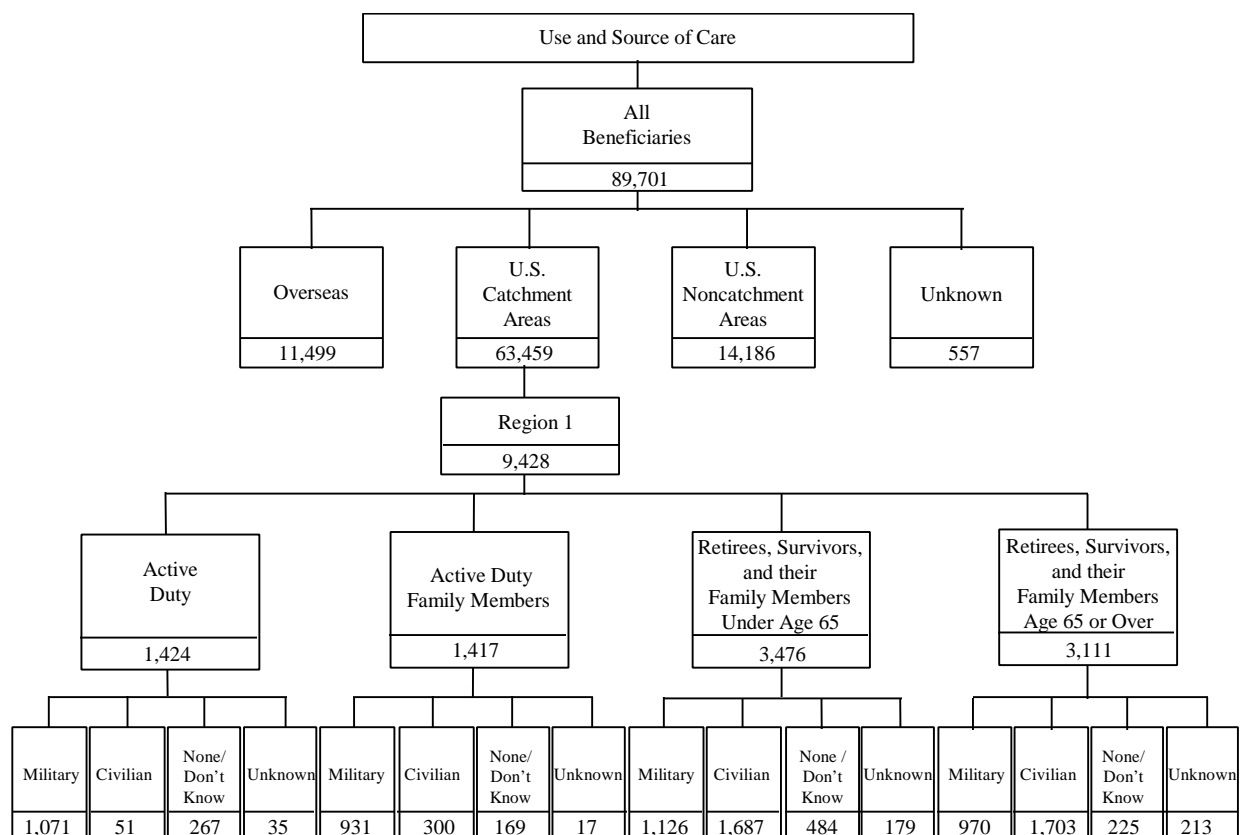 Use and Source of Care
All
Beneficiaries
89,701
Overseas
11,499
U.S.
Catchment
Areas
63,459
U.S.
Noncatchment
Areas
14,186
Unknown
557
Region 1
9,428
Active
Duty
1,424
Active Duty
Family Members
1,417
Retirees, Survivors,
and their
Family Members
Under Age 65
3,476
Retirees, Survivors,
and their
Family Members
Age 65 or Over
3,111
Military
1,071
Civilian
51
None/
Don't
Know
267
Unknown
35
Military
931
Civilian
300
None/
Don't
Know
169
Unknown
17
Military
1,126
Civilian
1,687
None /
Don't
Know
484
Unknown
179
Military
970
Civilian
1,703
None/
Don't
Know
225
Unknown
213